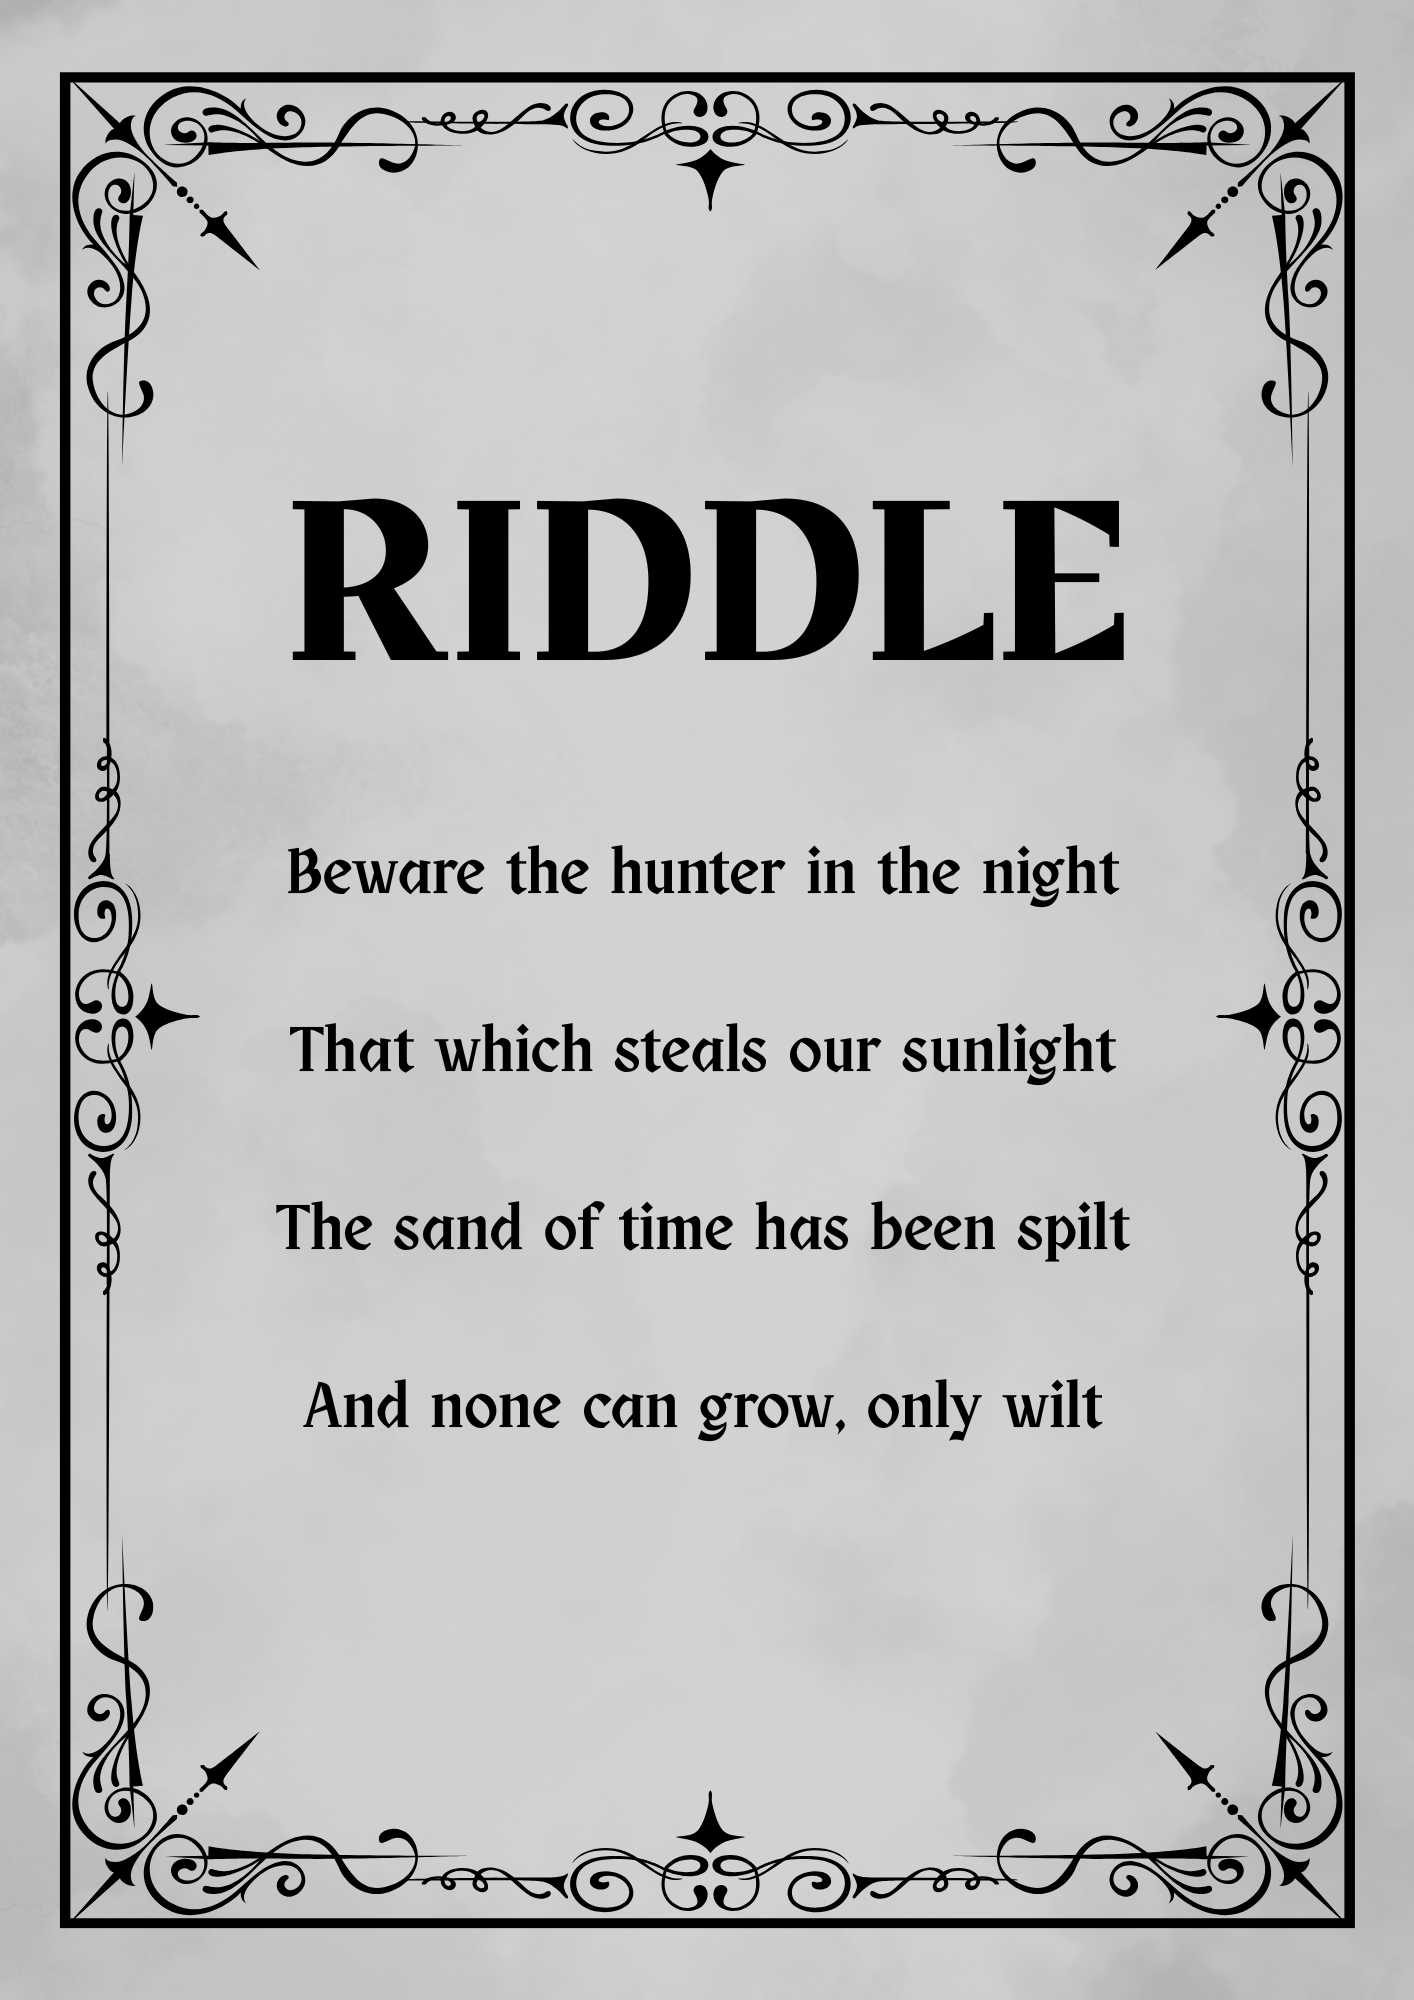 RIDDLE
Beware the hunter in the night
That which steals our sunlight
The sand of time has been spilt
And none can grow, only wilt